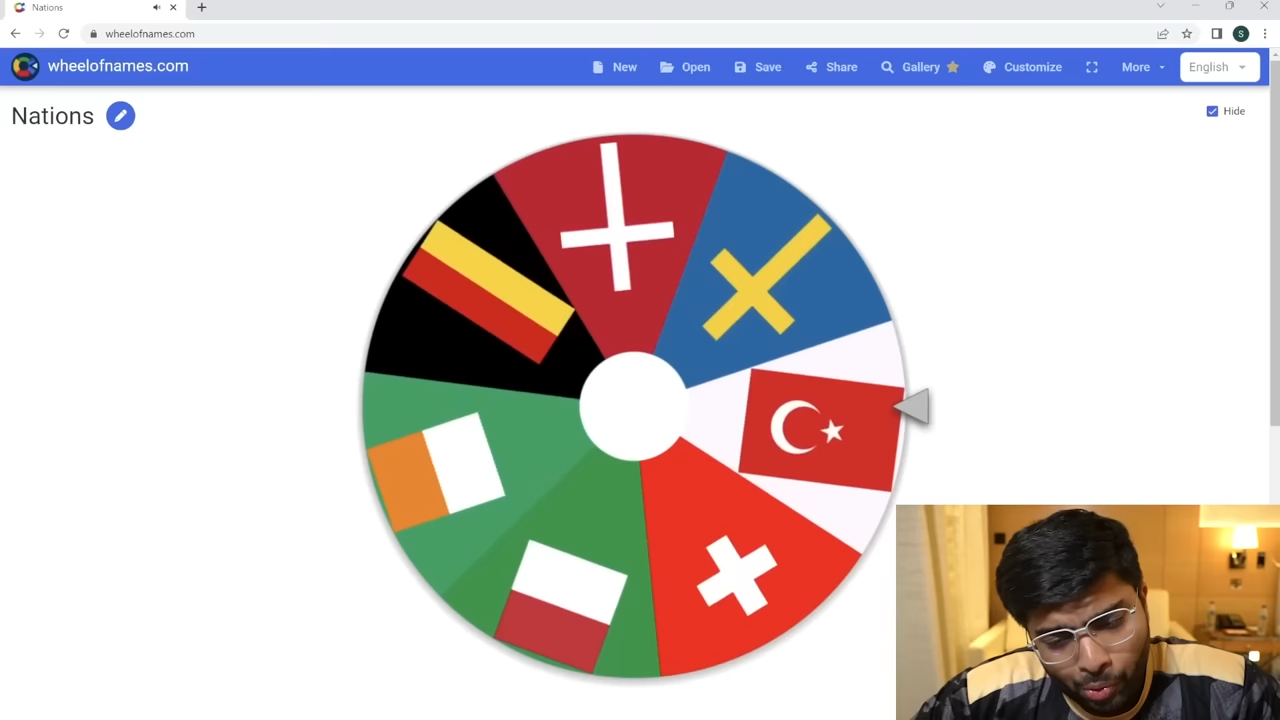 Nations
wheelofnames.com
wheelofnames.com New Open Save Share Gallery Customize More English
Nations
Hide
S